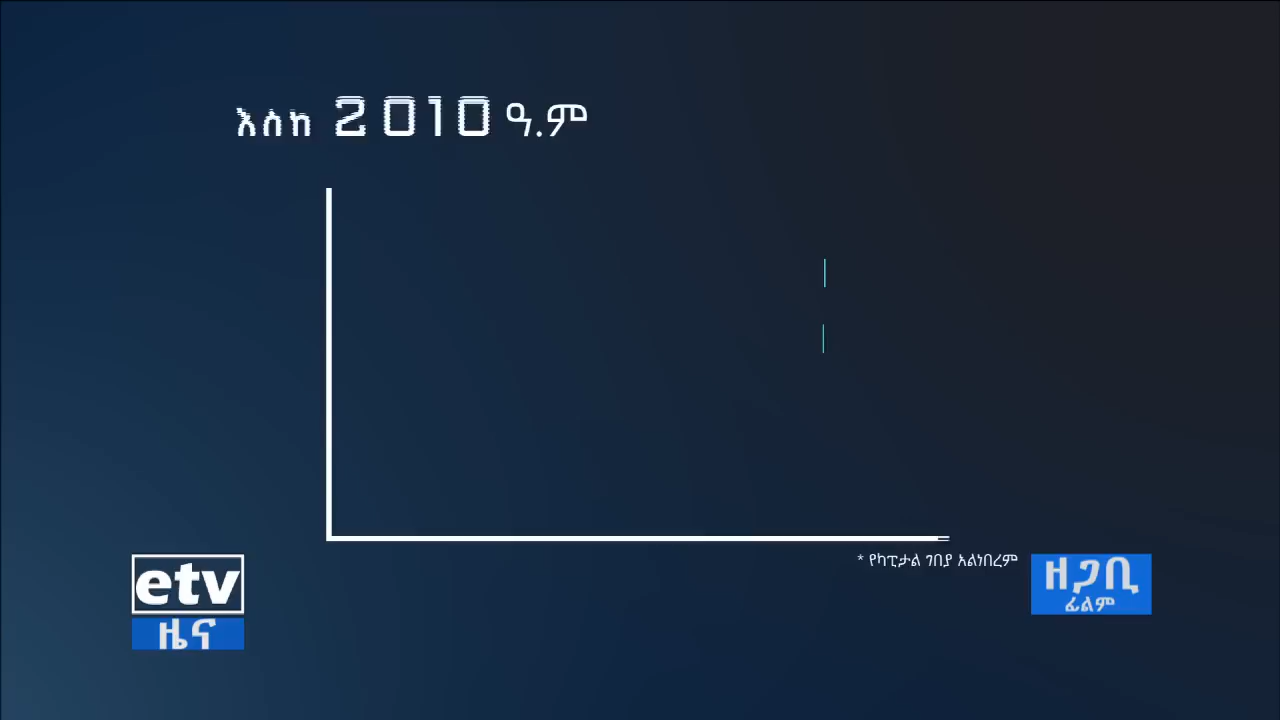 እስከ 2010 ዓ.ም
* የካፒታል ገበያ አልነበረም
etv
ዜና
ዘጋቢ
ፊልም